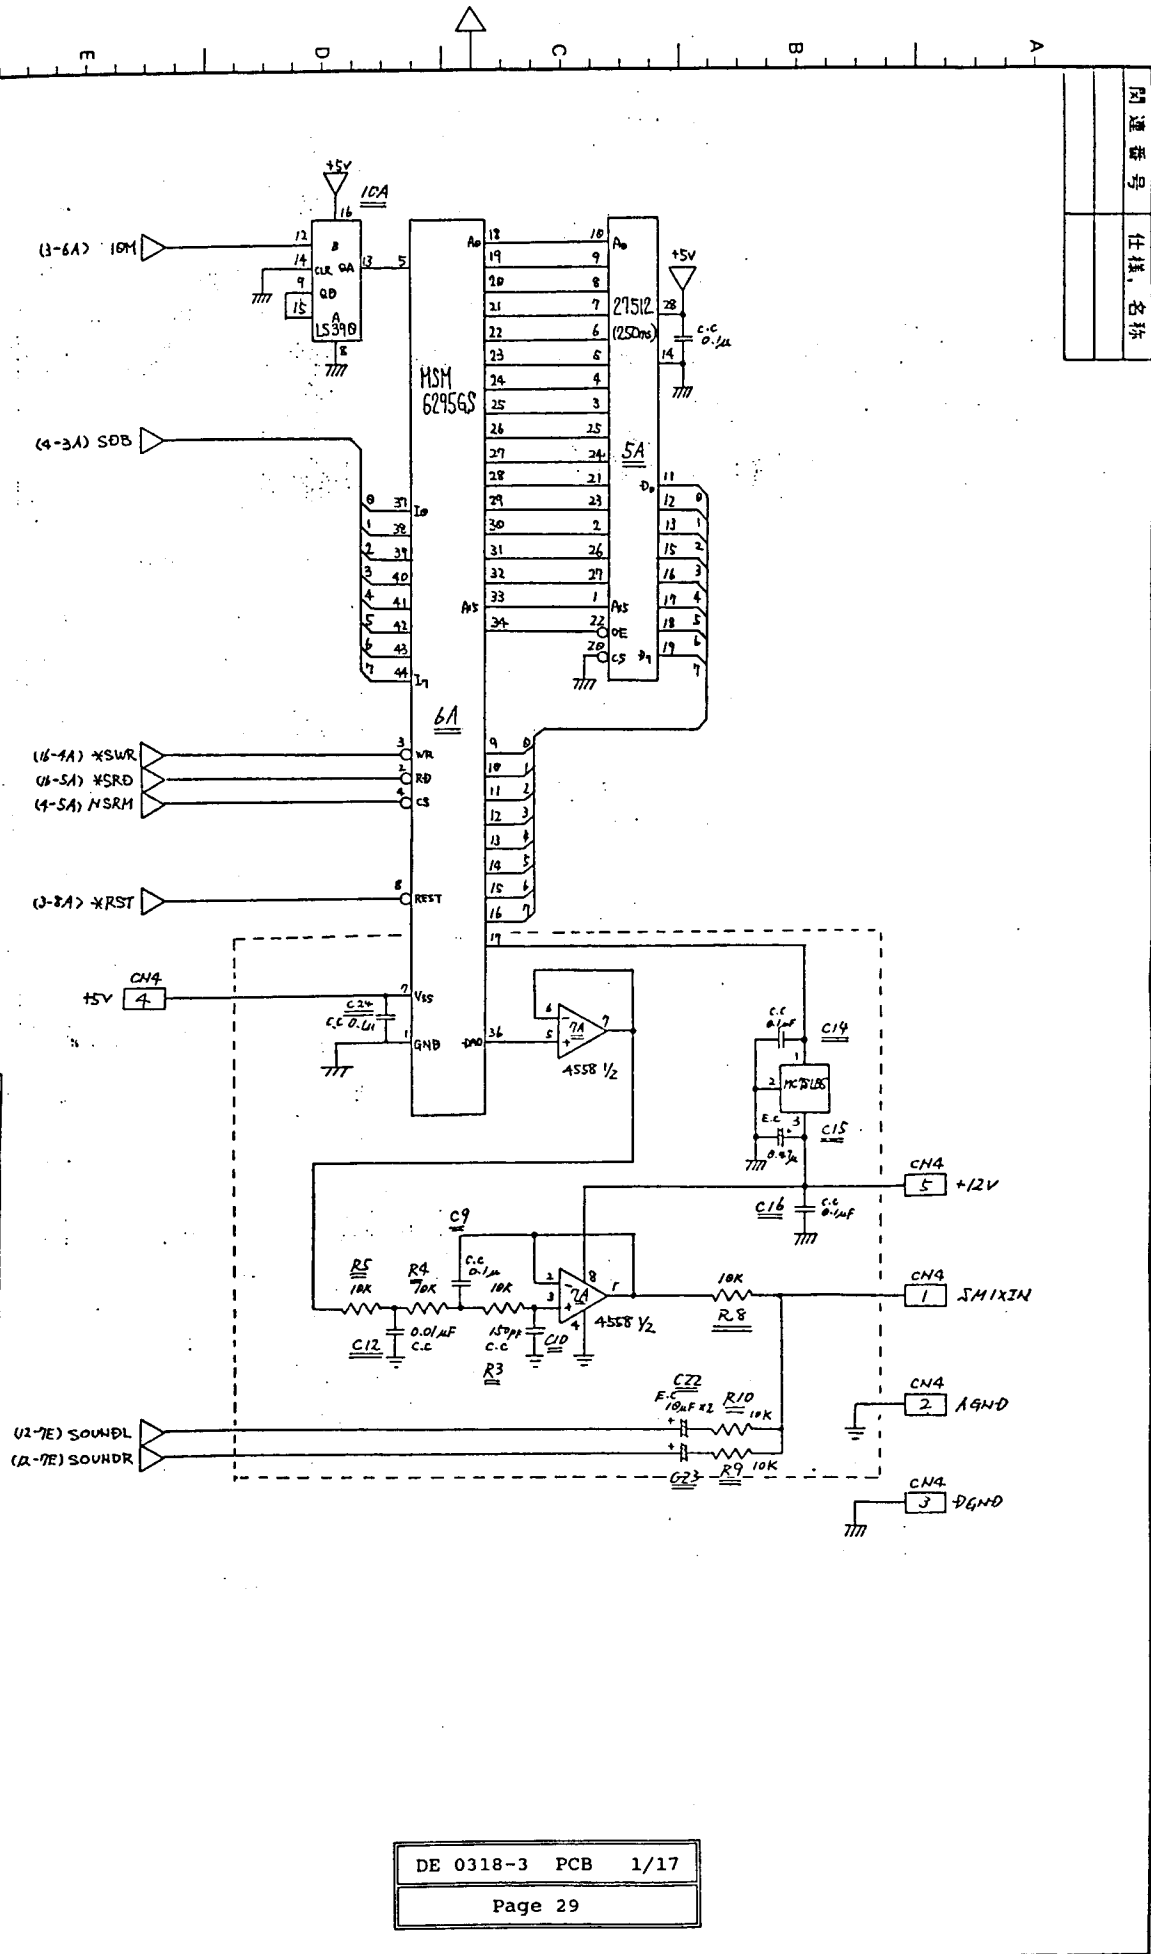 E D C B A
関連番号 仕様，名称
+5V
10A
16
(3-6A) 10M
12 B
14 CLR QA 13 5
9 QD
15 A
LS390
8
MSM
6295GS
A0 18 10 A0
19 9
20 8
21 7
22 6
23 5
24 4
25 3
26 25
27 24
28 21
29 23
30 2
31 26
32 27
A15 33 1 A15
34 22 OE
20 CS
27512
(250ns)
5A
+5V
28
C.C
0.1μ
14
D0 11 0
12 1
13 2
15 3
16 4
17 5
18 6
D7 19 7
(4-3A) SDB
0 37 I0
1 38
2 39
3 40
4 41
5 42
6 43
7 44 I7
6A
(16-4A) *SWR 3 WR
(16-5A) *SRD 2 RD
(4-5A) NSRM 4 CS
9 0
10 1
11 2
12 3
13 4
14 5
15 6
16 7
17
(3-8A) *RST 8 REST
CN4
+5V 4
7 VSS
C24
C.C 0.1μ
1 GND
DAO 36
6
5
7A
7
4558 1/2
C.C
0.1μF
C14
1
2 MC78L05
3
E.C
0.47μ
C15
CN4
5 +12V
C16
C.C
0.1μF
C9
C.C
0.1μ
R5
10K
R4
10K
10K
R3
C12
0.01μF
C.C
150PF
C.C
C10
2
3
8
7A
4
4558 1/2
10K
R8
CN4
1 SMIXIN
C22
E.C
10μF×2
R10
10K
CN4
2 AGND
(12-7E) SOUNDL
(12-7E) SOUNDR
C23
R9
10K
CN4
3 DGND
DE 0318-3 PCB 1/17
Page 29